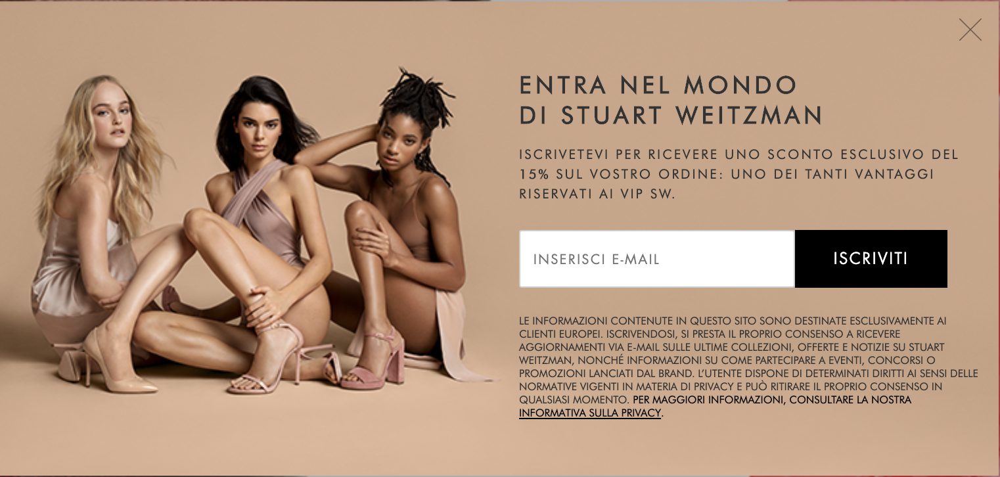 ENTRA NEL MONDO
DI STUART WEITZMAN
ISCRIVETEVI PER RICEVERE UNO SCONTO ESCLUSIVO DEL
15% SUL VOSTRO ORDINE: UNO DEI TANTI VANTAGGI
RISERVATI AI VIP SW.
INSERISCI E-MAIL
ISCRIVITI
LE INFORMAZIONI CONTENUTE IN QUESTO SITO SONO DESTINATE ESCLUSIVAMENTE AI
CLIENTI EUROPEI. ISCRIVENDOSI, SI PRESTA IL PROPRIO CONSENSO A RICEVERE
AGGIORNAMENTI VIA E-MAIL SULLE ULTIME COLLEZIONI, OFFERTE E NOTIZIE SU STUART
WEITZMAN, NONCHÉ INFORMAZIONI SU COME PARTECIPARE A EVENTI, CONCORSI O
PROMOZIONI LANCIATI DAL BRAND. L'UTENTE DISPONE DI DETERMINATI DIRITTI AI SENSI DELLE
NORMATIVE VIGENTI IN MATERIA DI PRIVACY E PUÒ RITIRARE IL PROPRIO CONSENSO IN
QUALSIASI MOMENTO. PER MAGGIORI INFORMAZIONI, CONSULTARE LA NOSTRA
INFORMATIVA SULLA PRIVACY.